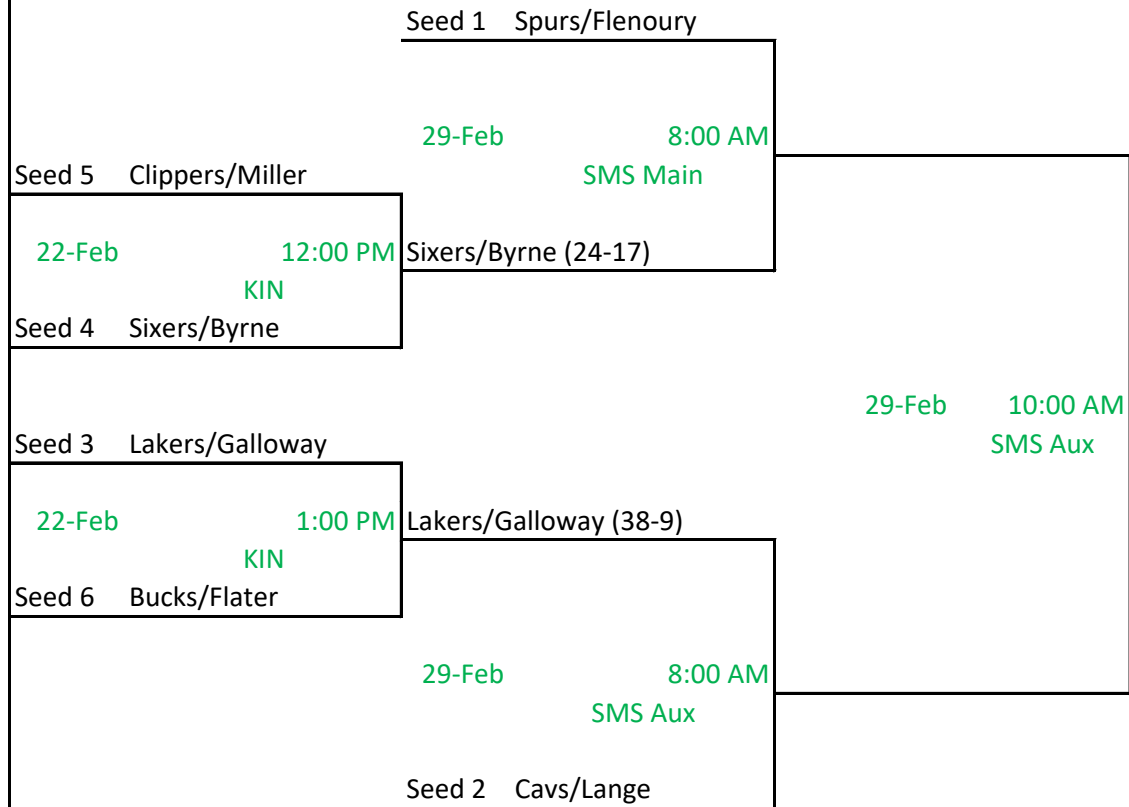 Seed 1 Spurs/Flenoury
29-Feb 8:00 AM
Seed 5 Clippers/Miller
SMS Main
22-Feb 12:00 PM
Sixers/Byrne (24-17)
KIN
Seed 4 Sixers/Byrne
29-Feb 10:00 AM
Seed 3 Lakers/Galloway
SMS Aux
22-Feb 1:00 PM
Lakers/Galloway (38-9)
KIN
Seed 6 Bucks/Flater
29-Feb 8:00 AM
SMS Aux
Seed 2 Cavs/Lange